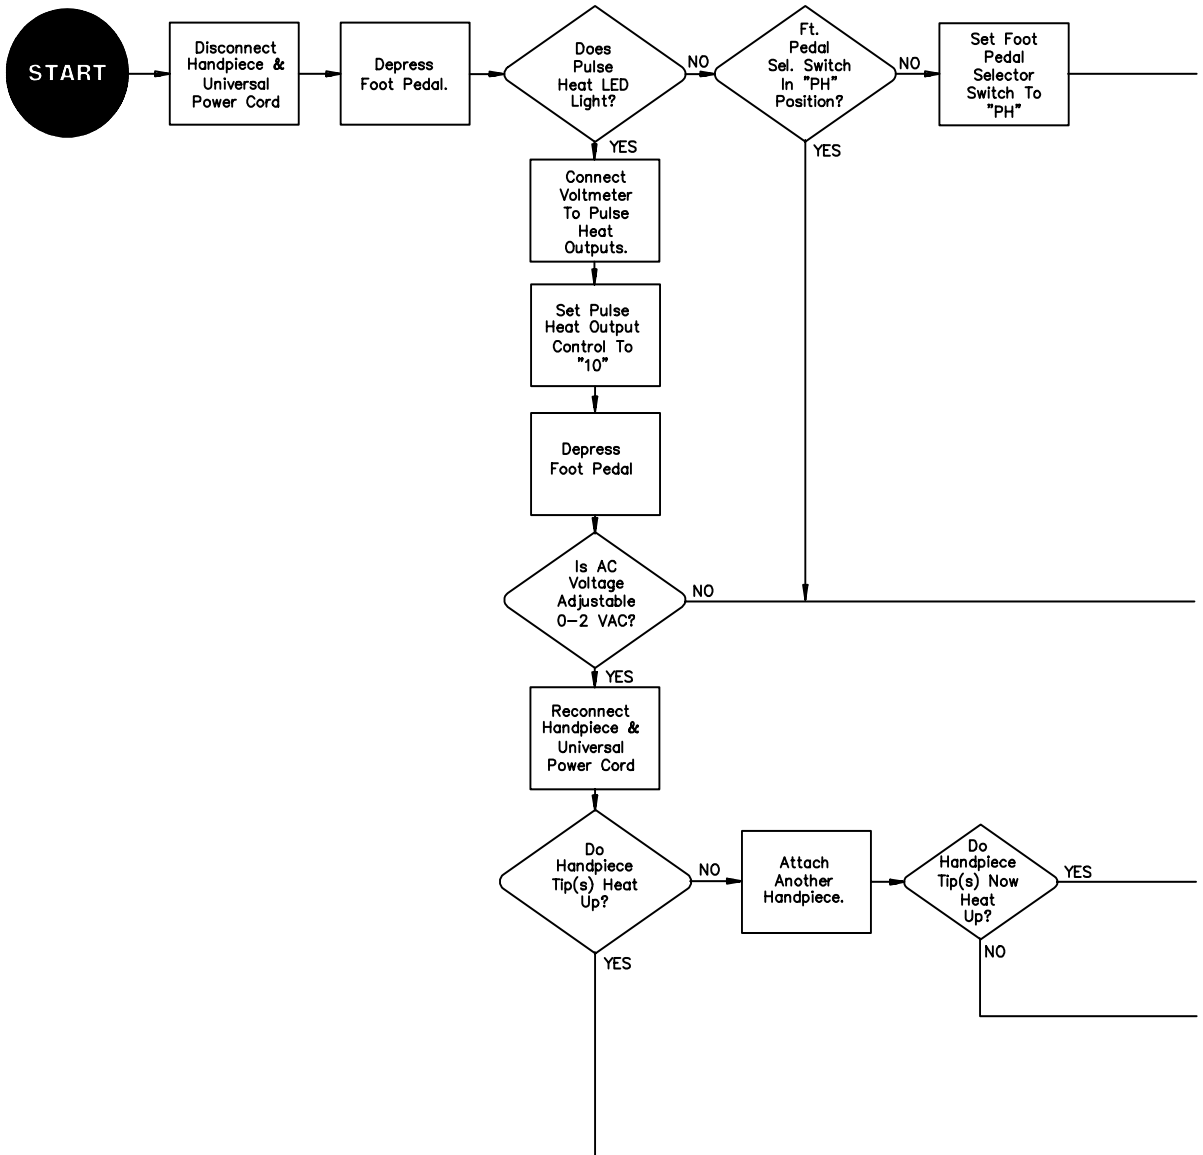 START
Disconnect
Handpiece &
Universal
Power Cord
Depress
Foot Pedal.
Does
Pulse
Heat LED
Light?
NO
YES
Ft.
Pedal
Sel. Switch
In "PH"
Position?
NO
YES
Set Foot
Pedal
Selector
Switch To
"PH"
Connect
Voltmeter
To Pulse
Heat
Outputs.
Set Pulse
Heat Output
Control To
"10"
Depress
Foot Pedal
Is AC
Voltage
Adjustable
0-2 VAC?
NO
YES
Reconnect
Handpiece &
Universal
Power Cord
Do
Handpiece
Tip(s) Heat
Up?
NO
YES
Attach
Another
Handpiece.
Do
Handpiece
Tip(s) Now
Heat
Up?
YES
NO